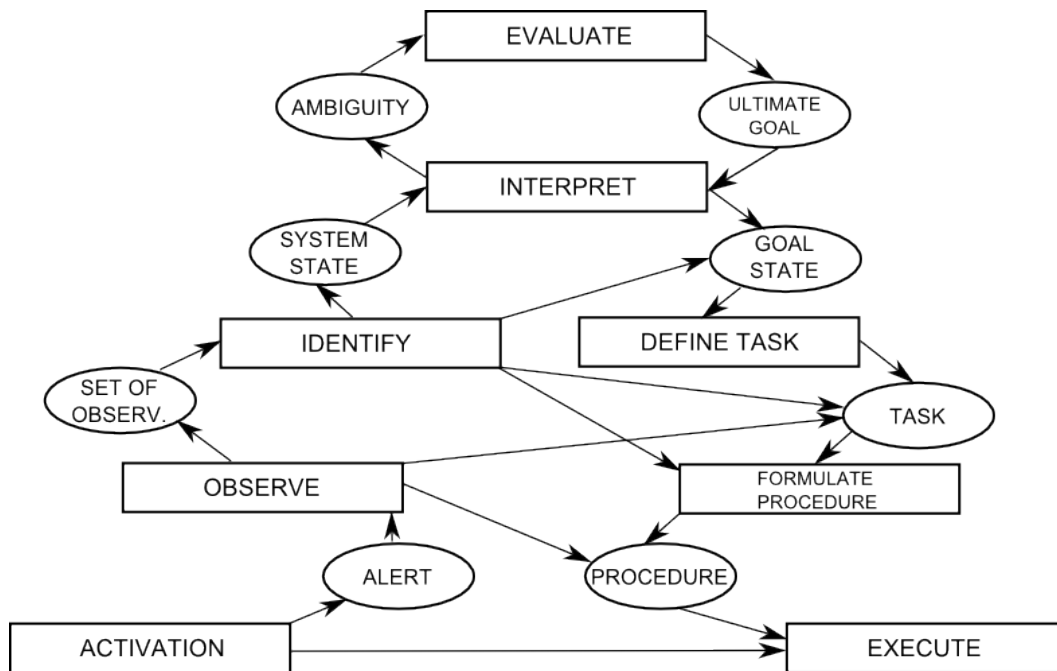 EVALUATE
AMBIGUITY
ULTIMATE
GOAL
INTERPRET
SYSTEM
STATE
GOAL
STATE
IDENTIFY
DEFINE TASK
SET OF
OBSERV.
TASK
OBSERVE
FORMULATE
PROCEDURE
ALERT
PROCEDURE
ACTIVATION
EXECUTE